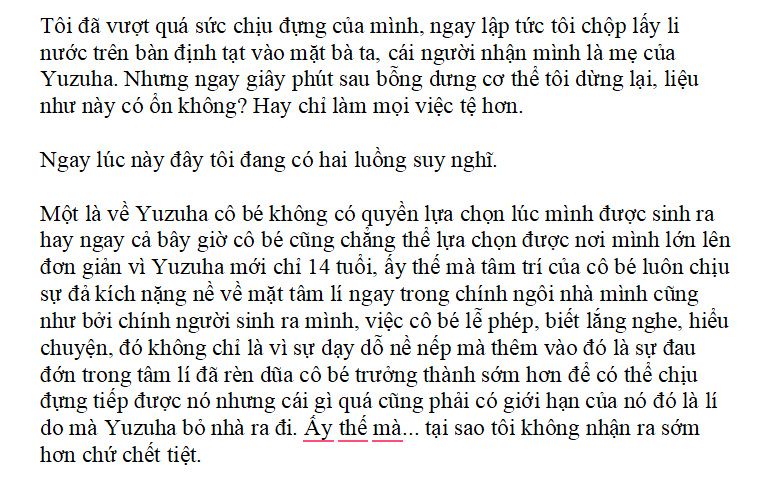 Tôi đã vượt quá sức chịu đựng của mình, ngay lập tức tôi chộp lấy li
nước trên bàn định tạt vào mặt bà ta, cái người nhận mình là mẹ của
Yuzuha. Nhưng ngay giây phút sau bỗng dưng cơ thể tôi dừng lại, liệu
như này có ổn không? Hay chỉ làm mọi việc tệ hơn.
Ngay lúc này đây tôi đang có hai luồng suy nghĩ.
Một là về Yuzuha cô bé không có quyền lựa chọn lúc mình được sinh ra
hay ngay cả bây giờ cô bé cũng chẳng thể lựa chọn được nơi mình lớn lên
đơn giản vì Yuzuha mới chỉ 14 tuổi, ấy thế mà tâm trí của cô bé luôn chịu
sự đả kích nặng nề về mặt tâm lí ngay trong chính ngôi nhà mình cũng
như bởi chính người sinh ra mình, việc cô bé lễ phép, biết lắng nghe, hiểu
chuyện, đó không chỉ là vì sự dạy dỗ nề nếp mà thêm vào đó là sự đau
đớn trong tâm lí đã rèn dũa cô bé trưởng thành sớm hơn để có thể chịu
đựng tiếp được nó nhưng cái gì quá cũng phải có giới hạn của nó đó là lí
do mà Yuzuha bỏ nhà ra đi. Ấy thế mà... tại sao tôi không nhận ra sớm
hơn chứ chết tiệt.